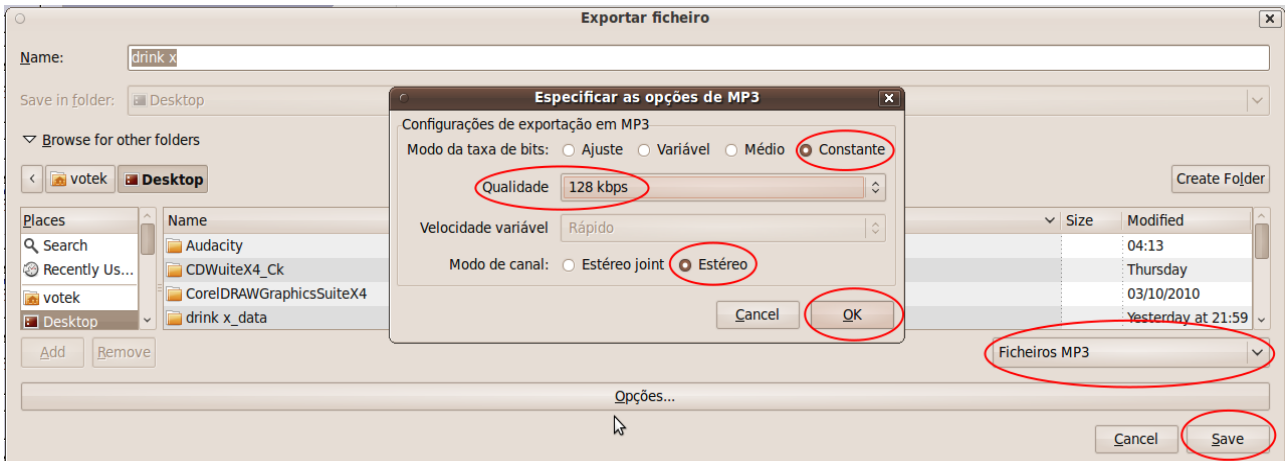 Exportar ficheiro
Name: drink x
Save in folder: Desktop
Browse for other folders
votek Desktop Create Folder
Places Name Size Modified
Search Audacity 04:13
Recently Us... CDWuiteX4_Ck Thursday
votek CorelDRAWGraphicsSuiteX4 03/10/2010
Desktop drink x_data Yesterday at 21:59
Add Remove Ficheiros MP3
Opções...
Cancel Save
Especificar as opções de MP3
Configurações de exportação em MP3
Modo da taxa de bits: Ajuste Variável Médio Constante
Qualidade 128 kbps
Velocidade variável Rápido
Modo de canal: Estéreo joint Estéreo
Cancel OK